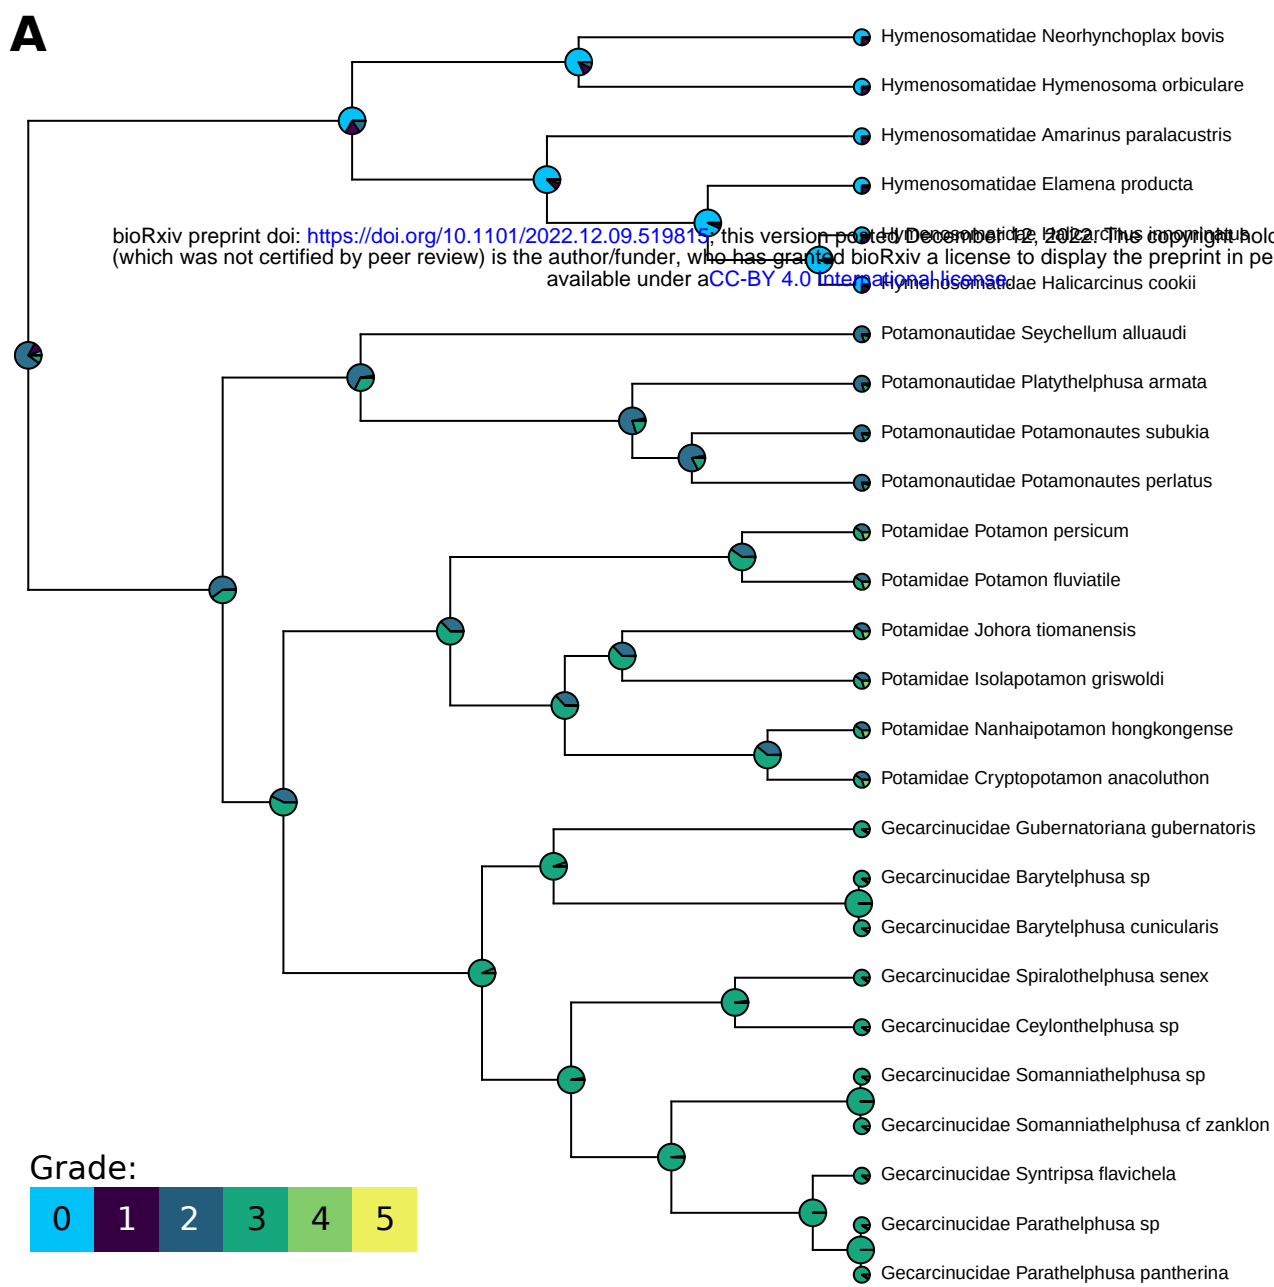 A
Hymenosomatidae Neorhynchoplax bovis
Hymenosomatidae Hymenosoma orbiculare
Hymenosomatidae Amarinus paralacustris
Hymenosomatidae Elamena producta
bioRxiv preprint doi: https://doi.org/10.1101/2022.12.09.519815; this version posted December 12, 2022. The copyright hold
Hymenosomatidae Halicarcinus innominatus
(which was not certified by peer review) is the author/funder, who has granted bioRxiv a license to display the preprint in pe
available under aCC-BY 4.0 International license.
Hymenosomatidae Halicarcinus cookii
Potamonautidae Seychellum alluaudi
Potamonautidae Platythelphusa armata
Potamonautidae Potamonautes subukia
Potamonautidae Potamonautes perlatus
Potamidae Potamon persicum
Potamidae Potamon fluviatile
Potamidae Johora tiomanensis
Potamidae Isolapotamon griswoldi
Potamidae Nanhaipotamon hongkongense
Potamidae Cryptopotamon anacoluthon
Gecarcinucidae Gubernatoriana gubernatoris
Gecarcinucidae Barytelphusa sp
Gecarcinucidae Barytelphusa cunicularis
Gecarcinucidae Spiralothelphusa senex
Gecarcinucidae Ceylonthelphusa sp
Gecarcinucidae Somanniathelphusa sp
Gecarcinucidae Somanniathelphusa cf zanklon
Gecarcinucidae Syntripsa flavichela
Gecarcinucidae Parathelphusa sp
Gecarcinucidae Parathelphusa pantherina
Grade:
0 1 2 3 4 5